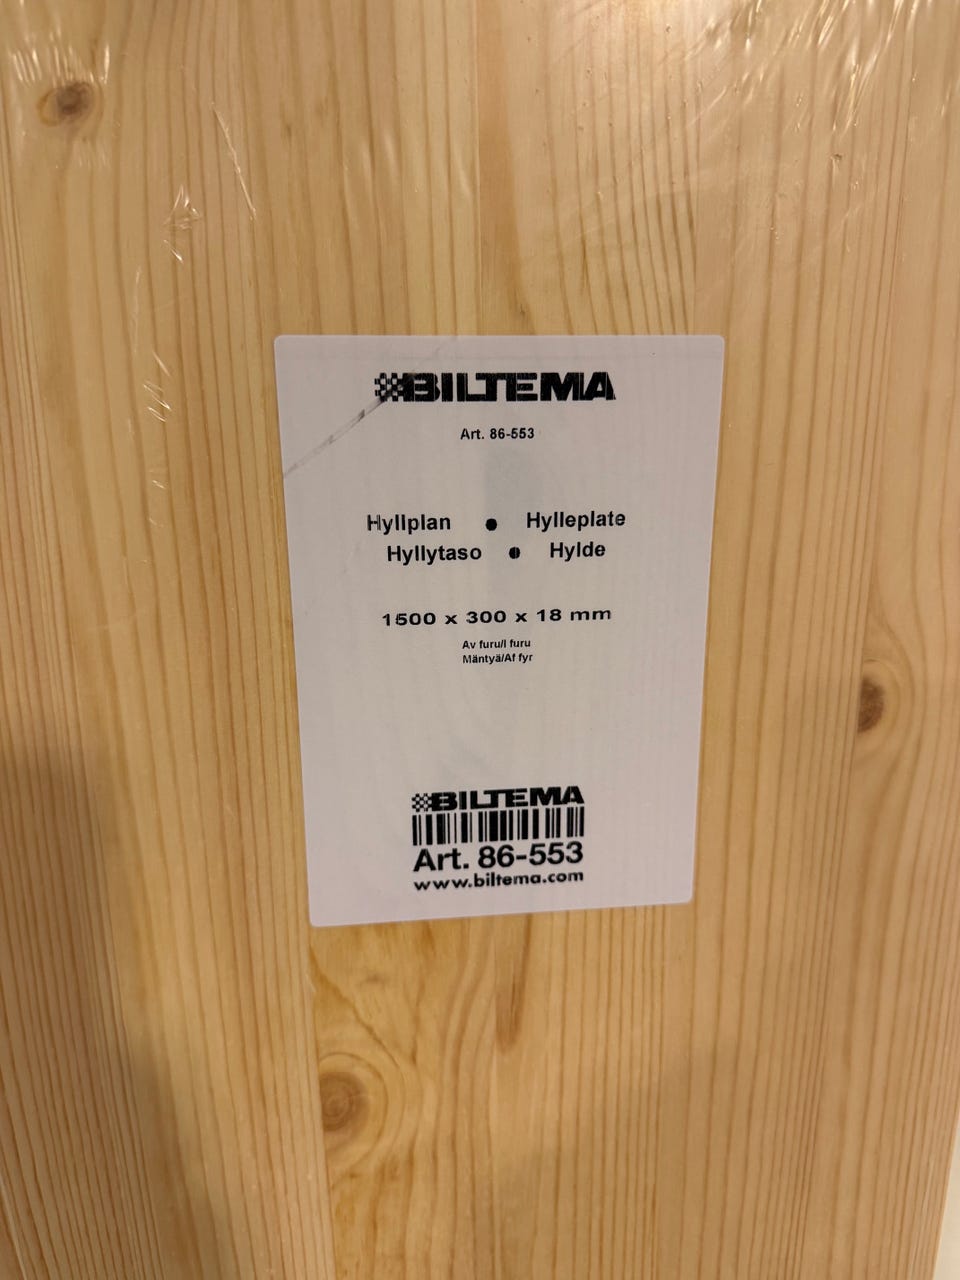 BILTEMA
Art. 86-553
Hyllplan • Hylleplate
Hyllytaso • Hylde
1500 x 300 x 18 mm
Av furu/I furu
Mäntyä/Af fyr
BILTEMA
Art. 86-553
www.biltema.com